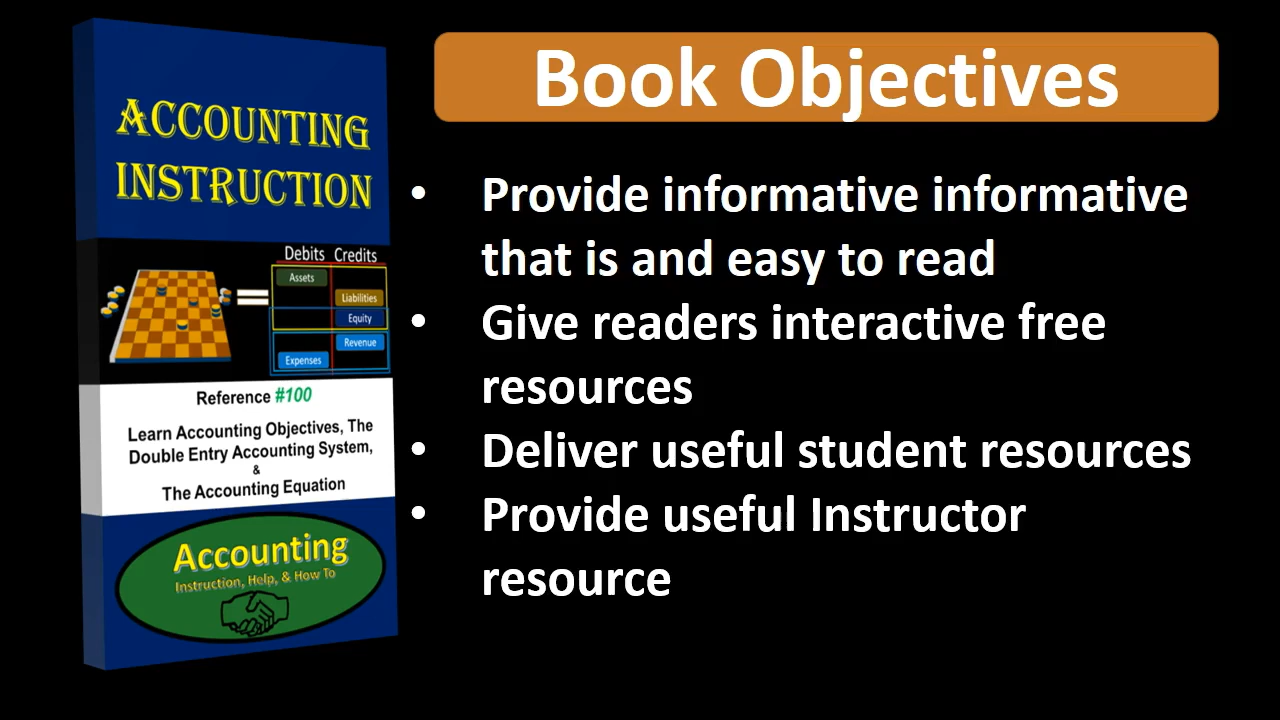 ACCOUNTING
INSTRUCTION
Debits Credits
Assets
Liabilities
Equity
Revenue
Expenses
Reference #100
Learn Accounting Objectives, The
Double Entry Accounting System,
&
The Accounting Equation
Accounting
Instruction, Help, & How To
Book Objectives
• Provide informative informative
that is and easy to read
• Give readers interactive free
resources
• Deliver useful student resources
• Provide useful Instructor
resource